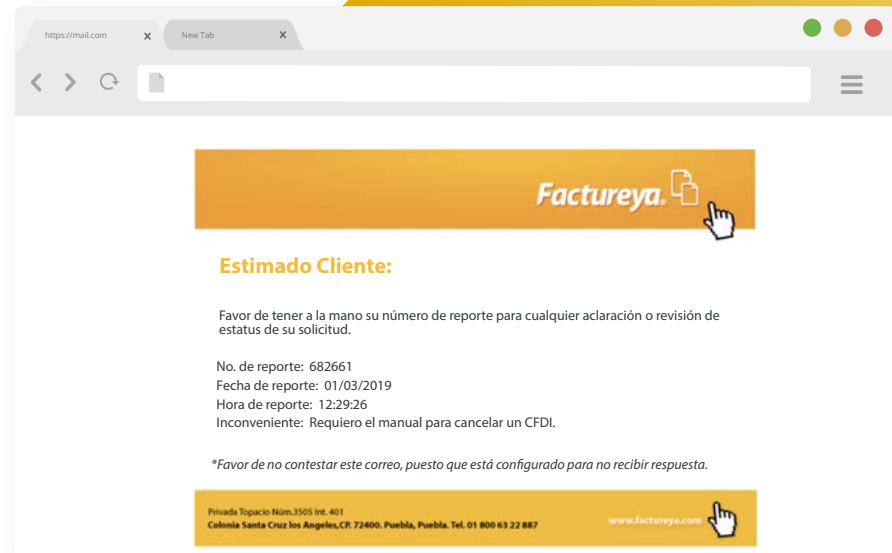 https://mail.com x New Tab x
Factureya.
Estimado Cliente:
Favor de tener a la mano su número de reporte para cualquier aclaración o revisión de
estatus de su solicitud.
No. de reporte: 682661
Fecha de reporte: 01/03/2019
Hora de reporte: 12:29:26
Inconveniente: Requiero el manual para cancelar un CFDI.
*Favor de no contestar este correo, puesto que está configurado para no recibir respuesta.
Privada Topacio Núm.3505 Int. 401
Colonia Santa Cruz los Angeles,CP. 72400. Puebla, Puebla. Tel. 01 800 63 22 887
www.factureya.com